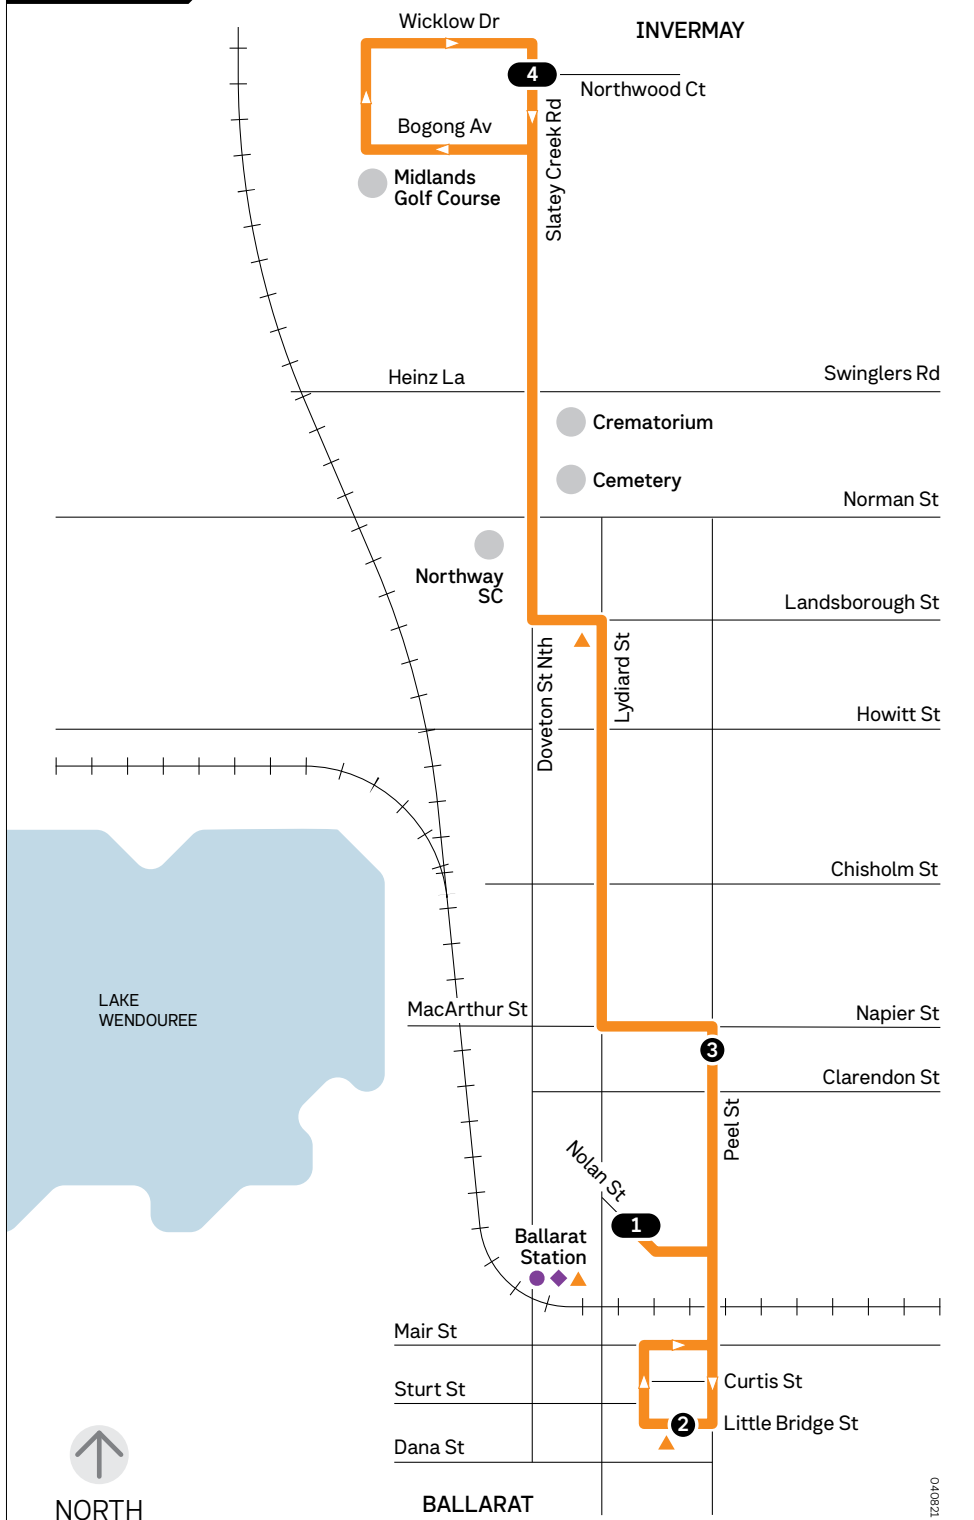 Wicklow Dr
INVERMAY
4
Northwood Ct
Slatey Creek Rd
Bogong Av
Midlands
Golf Course
Heinz La
Swinglers Rd
Crematorium
Cemetery
Norman St
Northway
SC
Landsborough St
Doveton St Nth
Lydiard St
Howitt St
Chisholm St
LAKE
WENDOUREE
MacArthur St
Napier St
3
Clarendon St
Peel St
Nolan St
1
Ballarat
Station
Mair St
Curtis St
Sturt St
2
Little Bridge St
Dana St
NORTH
BALLARAT
040821